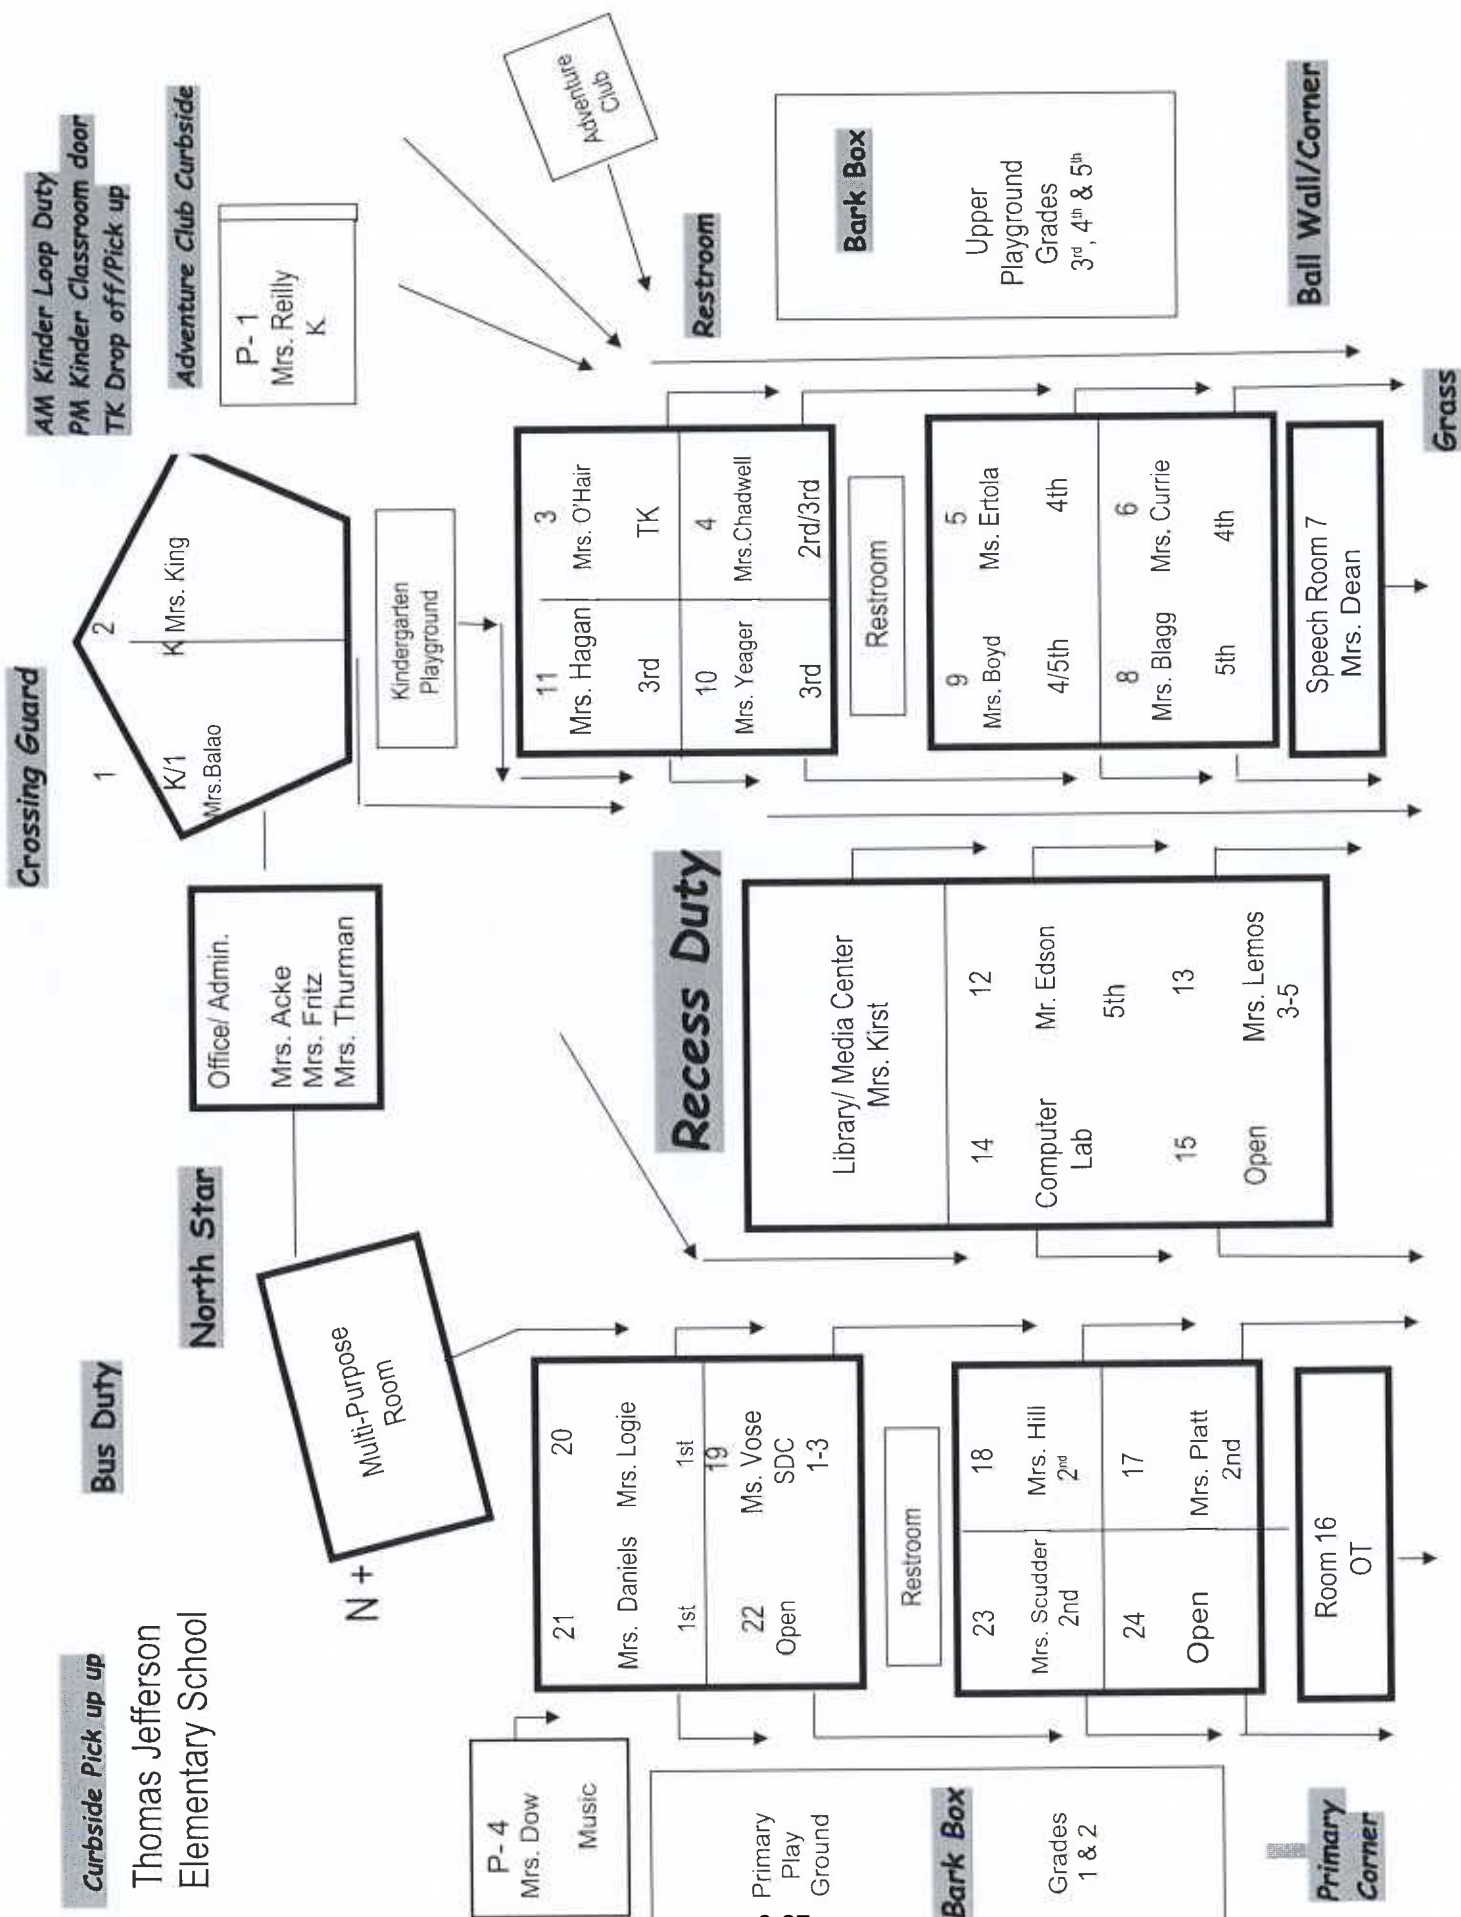 Curbside Pick up up
Bus Duty
Crossing Guard
AM Kinder Loop Duty
PM Kinder Classroom door
TK Drop off/Pick up
Adventure Club Curbside
Thomas Jefferson
Elementary School
North Star
N +
Multi-Purpose
Room
Office/ Admin.
Mrs. Acke
Mrs. Fritz
Mrs. Thurman
1
K/1
Mrs.Balao
2
K Mrs. King
P- 1
Mrs. Reilly
K
Adventure
Club
Kindergarten
Playground
P- 4
Mrs. Dow
Music
21
Mrs. Daniels
1st
20
Mrs. Logie
1st
22
Open
19
Ms. Vose
SDC
1-3
Recess Duty
11
Mrs. Hagan
3rd
3
Mrs. O'Hair
TK
10
Mrs. Yeager
3rd
4
Mrs.Chadwell
2rd/3rd
Restroom
Primary
Play
Ground
Bark Box
Grades
1 & 2
Restroom
Library/ Media Center
Mrs. Kirst
Restroom
Bark Box
Upper
Playground
Grades
3rd, 4th & 5th
23
Mrs. Scudder
2nd
18
Mrs. Hill
2nd
24
Open
17
Mrs. Platt
2nd
14
Computer
Lab
12
Mr. Edson
5th
15
Open
13
Mrs. Lemos
3-5
9
Mrs. Boyd
4/5th
5
Ms. Ertola
4th
8
Mrs. Blagg
5th
6
Mrs. Currie
4th
Primary
Corner
Room 16
OT
Speech Room 7
Mrs. Dean
Ball Wall/Corner
Grass